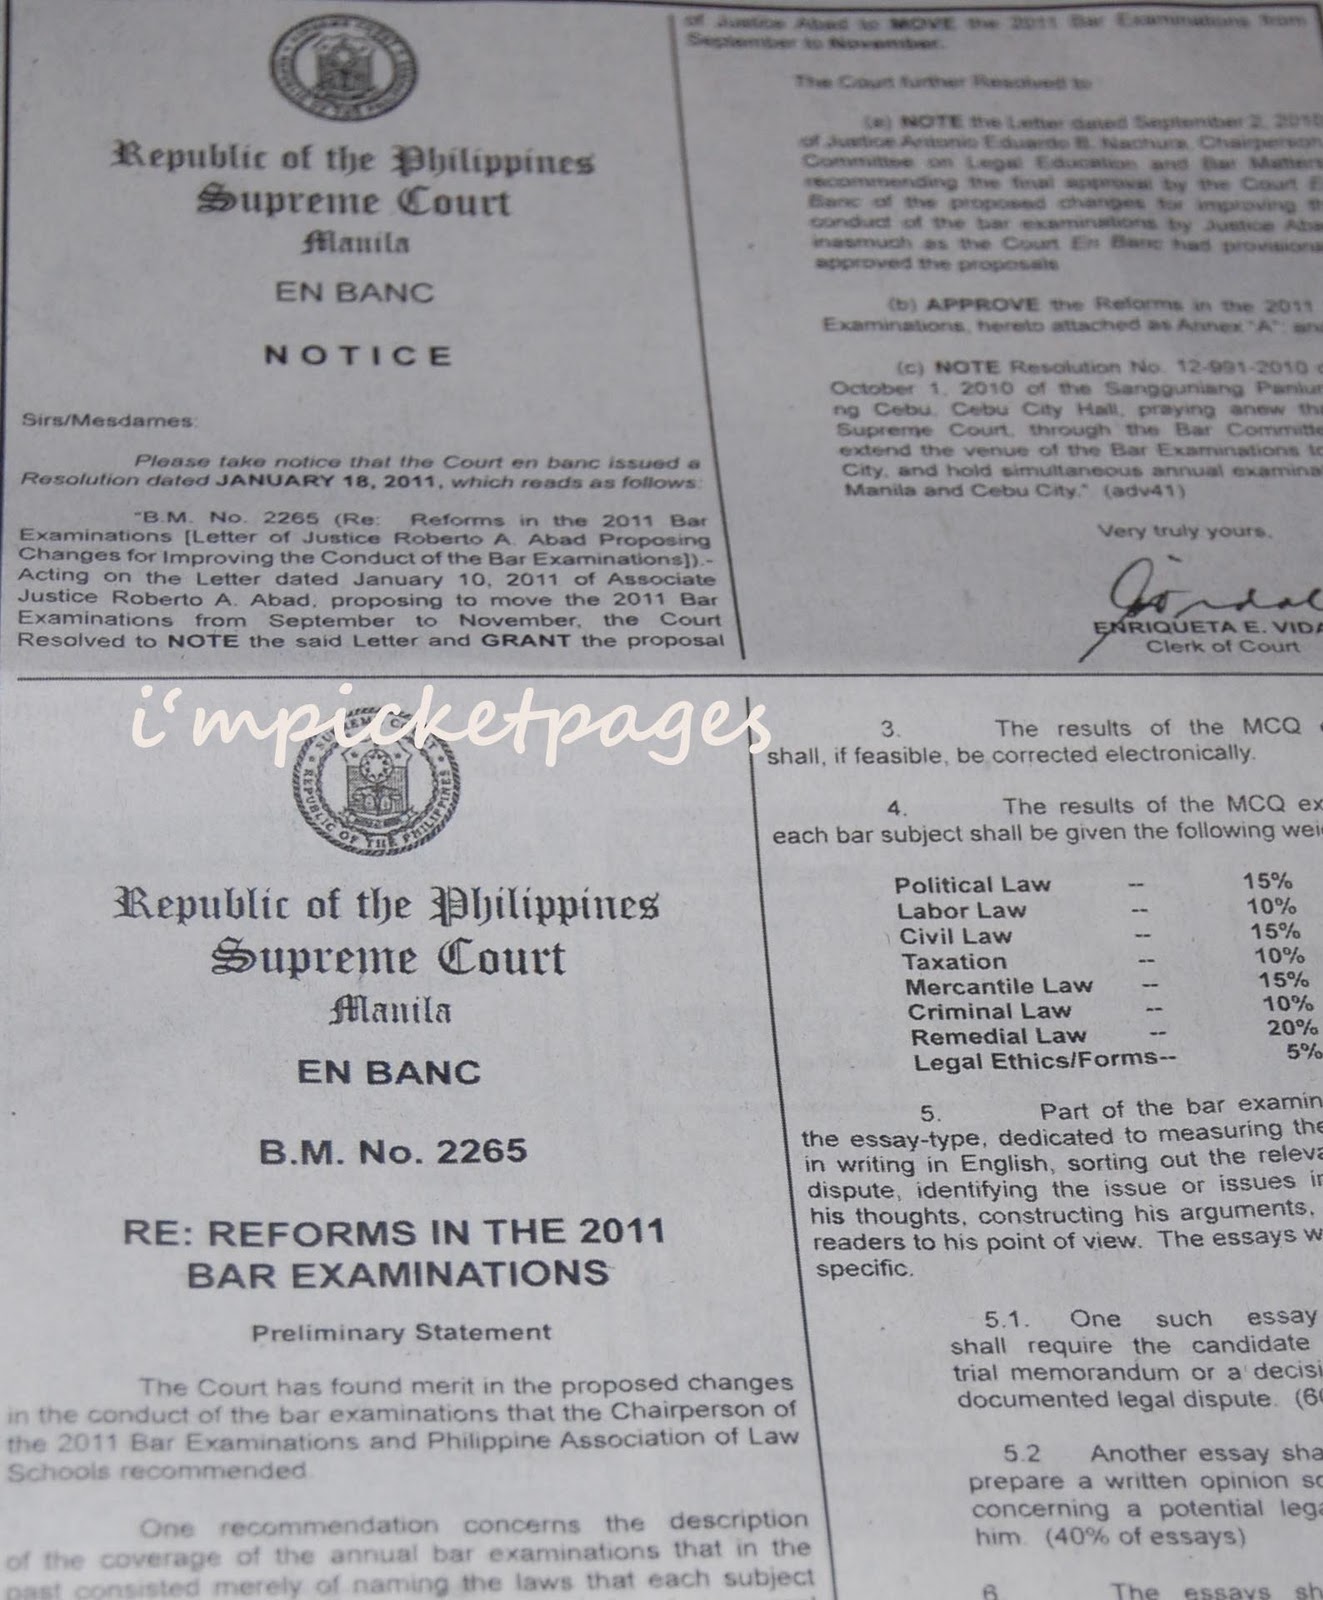 Republic of the Philippines
Supreme Court
Manila
EN BANC
NOTICE
Sirs/Mesdames:
Please take notice that the Court en banc issued a
Resolution dated JANUARY 18, 2011, which reads as follows:
"B.M. No. 2265 (Re: Reforms in the 2011 Bar
Examinations [Letter of Justice Roberto A. Abad Proposing
Changes for Improving the Conduct of the Bar Examinations]).-
Acting on the Letter dated January 10, 2011 of Associate
Justice Roberto A. Abad, proposing to move the 2011 Bar
Examinations from September to November, the Court
Resolved to NOTE the said Letter and GRANT the proposal
of Justice Abad to MOVE the 2011 Bar Examinations from
September to November.
The Court further Resolved to
(a) NOTE the Letter dated September 2, 2010
of Justice Antonio Eduardo B. Nachura, Chairperson
Committee on Legal Education and Bar Matters
recommending the final approval by the Court
Banc of the proposed changes for improving
conduct of the bar examinations by Justice
inasmuch as the Court En Banc had
approved the proposals
(b) APPROVE the Reforms in the 2011
Examinations, hereto attached as Annex "A";
(c) NOTE Resolution No. 12-991-2010
October 1, 2010 of the Sangguniang
ng Cebu, Cebu City Hall, praying anew
Supreme Court, through the Bar
extend the venue of the Bar Examinations
City, and hold simultaneous annual
Manila and Cebu City." (adv41)
Very truly yours,
ENRIQUETA E. VIDA
Clerk of Court
i'mpicketpages
SUPREME COURT
REPUBLIC OF THE PHILIPPINES
Republic of the Philippines
Supreme Court
Manila
EN BANC
B.M. No. 2265
RE: REFORMS IN THE 2011
BAR EXAMINATIONS
Preliminary Statement
The Court has found merit in the proposed changes
in the conduct of the bar examinations that the Chairperson of
the 2011 Bar Examinations and Philippine Association of Law
Schools recommended.
One recommendation concerns the description
of the coverage of the annual bar examinations that in the
past consisted merely of naming the laws that each subject
3. The results of the MCQ
shall, if feasible, be corrected electronically.
4. The results of the MCQ ex
each bar subject shall be given the following wei
Political Law -- 15%
Labor Law -- 10%
Civil Law -- 15%
Taxation -- 10%
Mercantile Law -- 15%
Criminal Law -- 10%
Remedial Law -- 20%
Legal Ethics/Forms-- 5%
5. Part of the bar examin
the essay-type, dedicated to measuring the
in writing in English, sorting out the releva
dispute, identifying the issue or issues
his thoughts, constructing his arguments,
readers to his point of view. The essays w
specific.
5.1. One such essay
shall require the candidate
trial memorandum or a decisi
documented legal dispute. (6
5.2 Another essay sha
prepare a written opinion so
concerning a potential lega
him. (40% of essays)
6. The essays sh